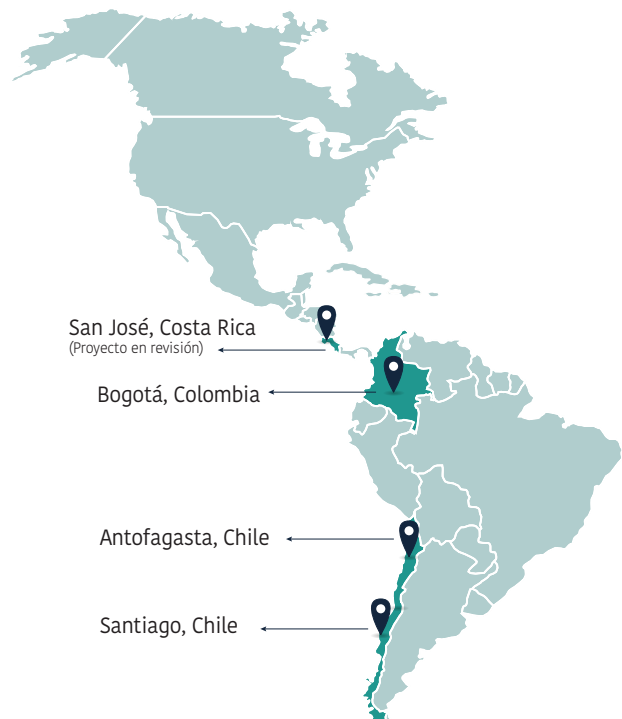 San José, Costa Rica
(Proyecto en revisión)
Bogotá, Colombia
Antofagasta, Chile
Santiago, Chile